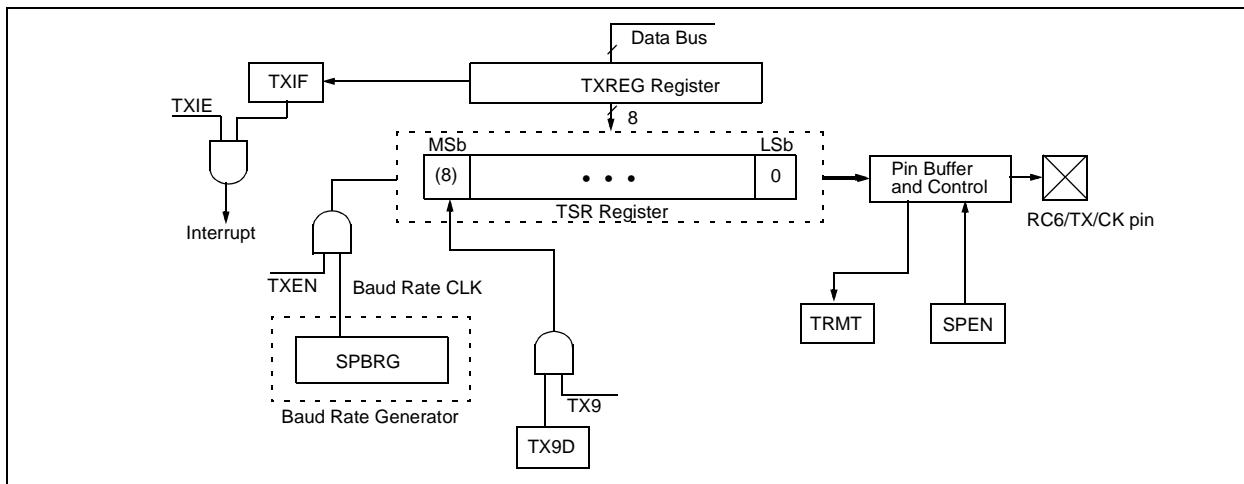 Data Bus
TXIF
TXREG Register
TXIE
8
MSb
LSb
(8)
• • •
0
Pin Buffer
and Control
TSR Register
RC6/TX/CK pin
Interrupt
TXEN
Baud Rate CLK
TRMT
SPEN
SPBRG
TX9
Baud Rate Generator
TX9D